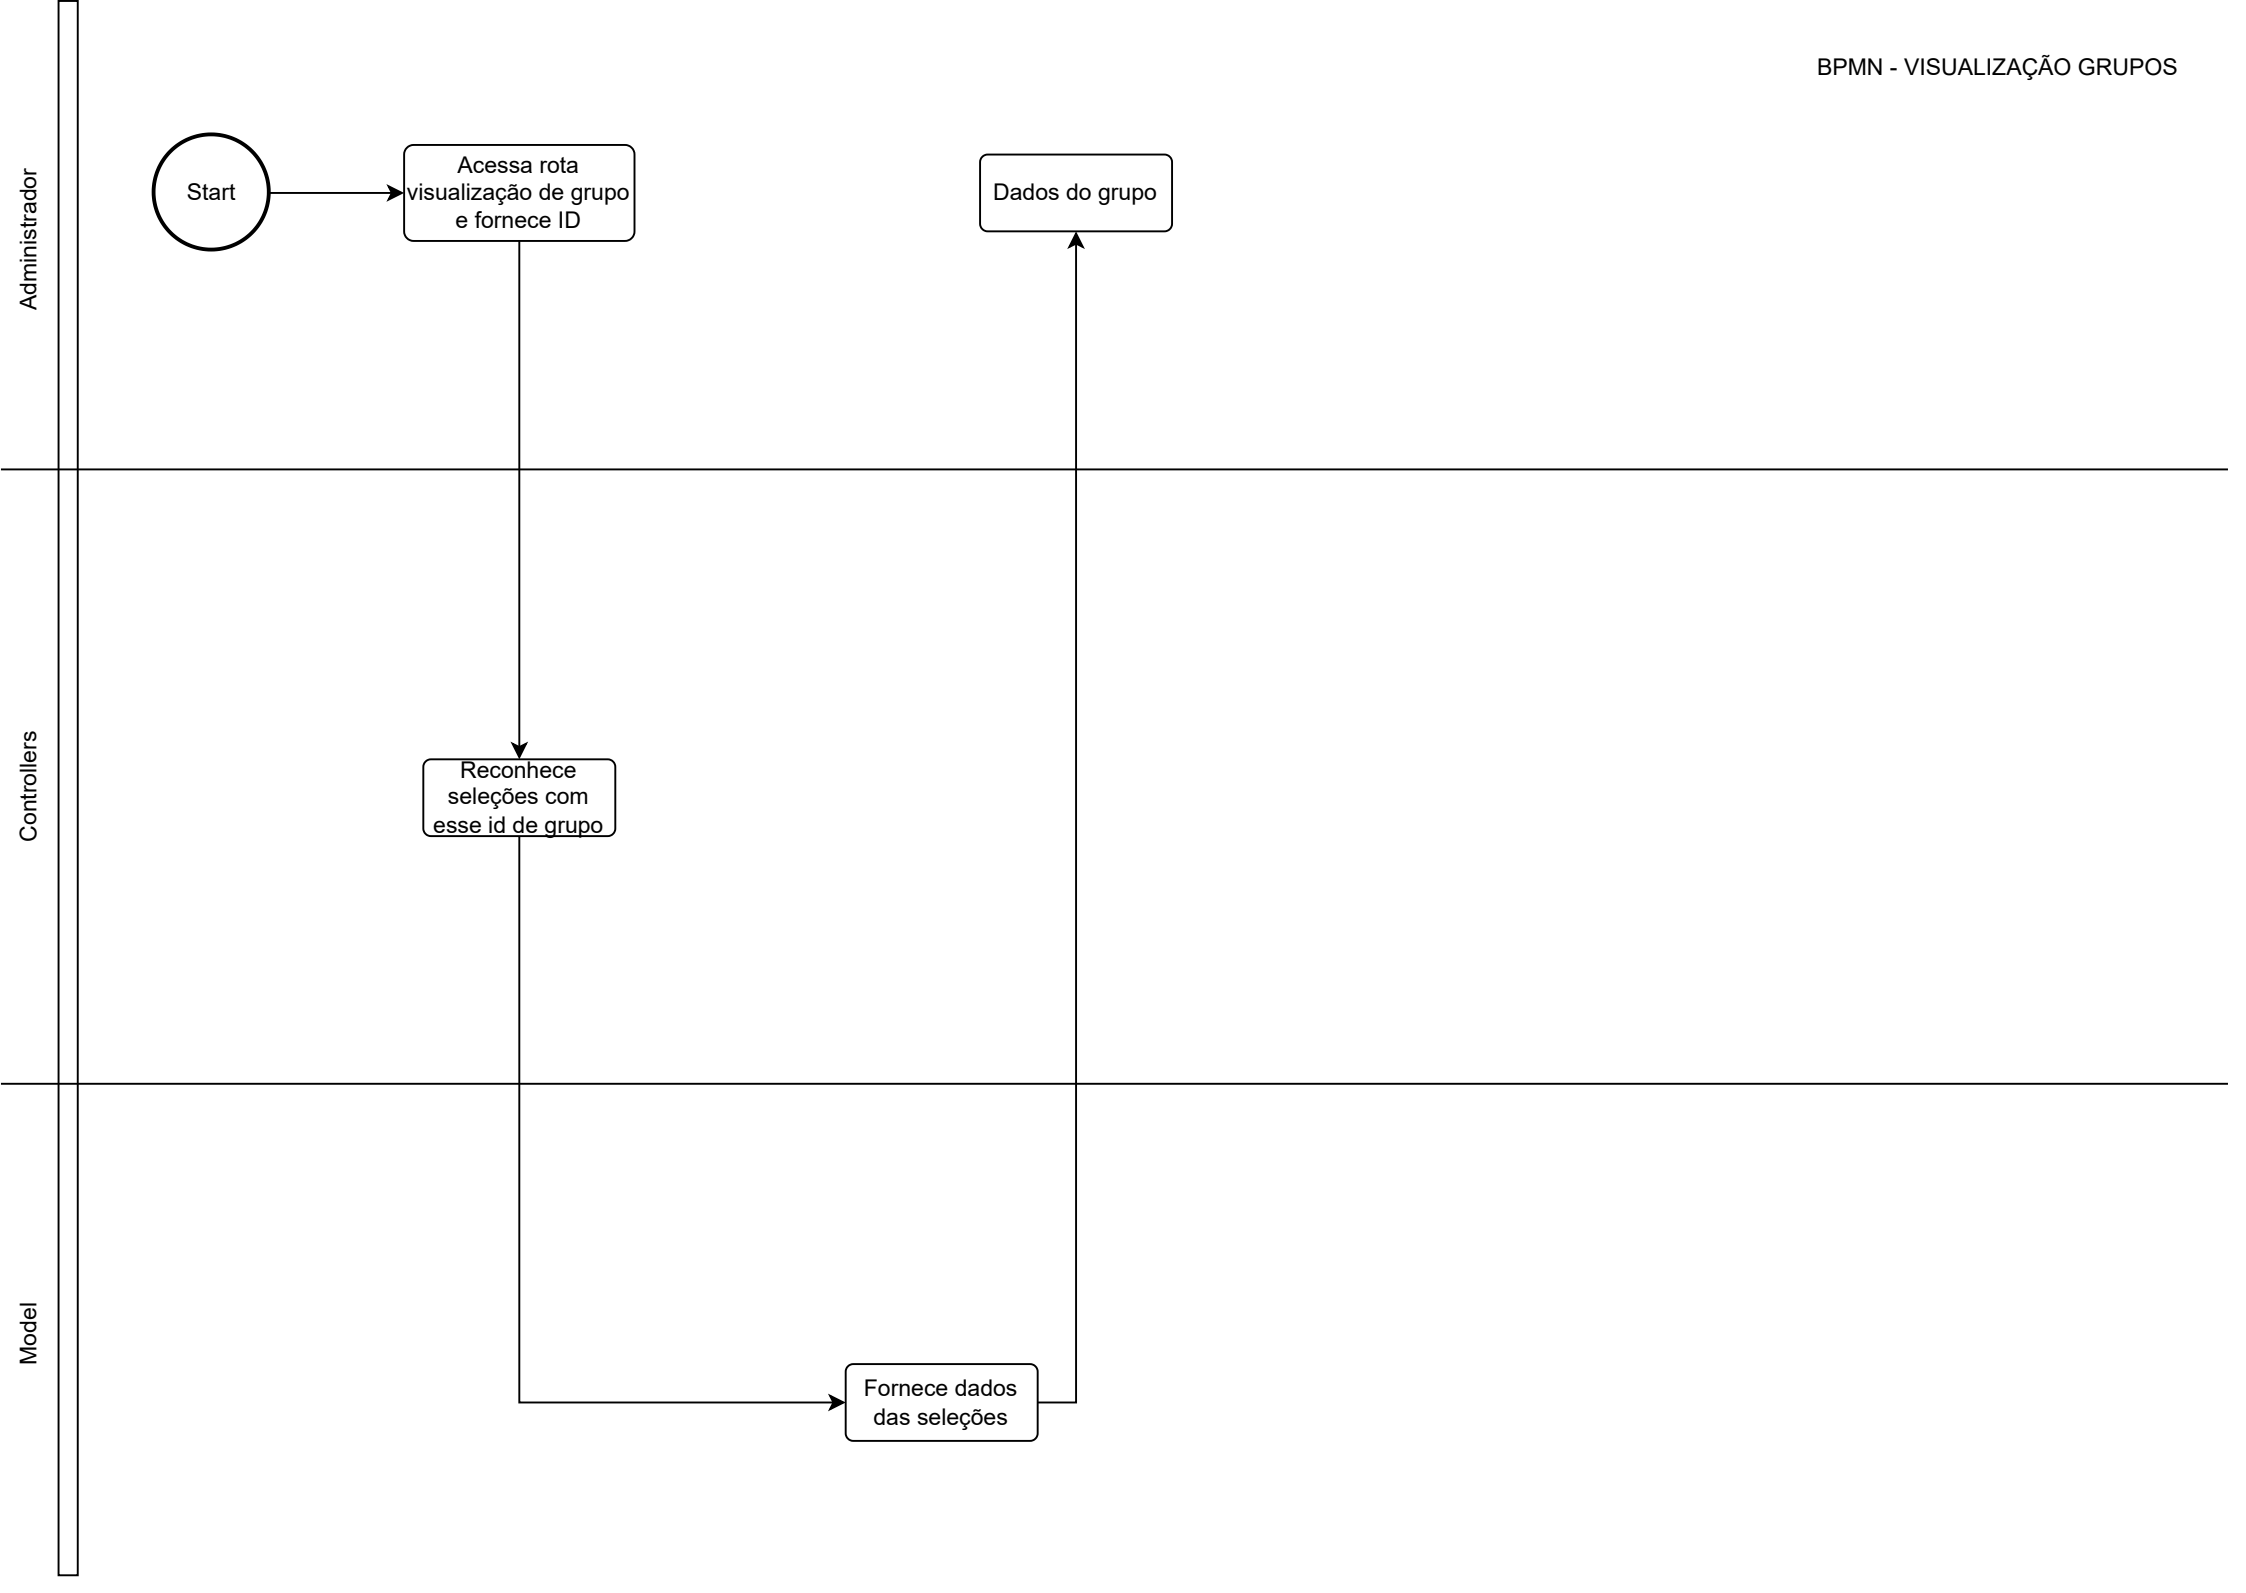 BPMN - VISUALIZAÇÃO GRUPOS
Administrador
Start
Acessa rota
visualização de grupo
e fornece ID
Dados do grupo
Controllers
Reconhece
seleções com
esse id de grupo
Model
Fornece dados
das seleções